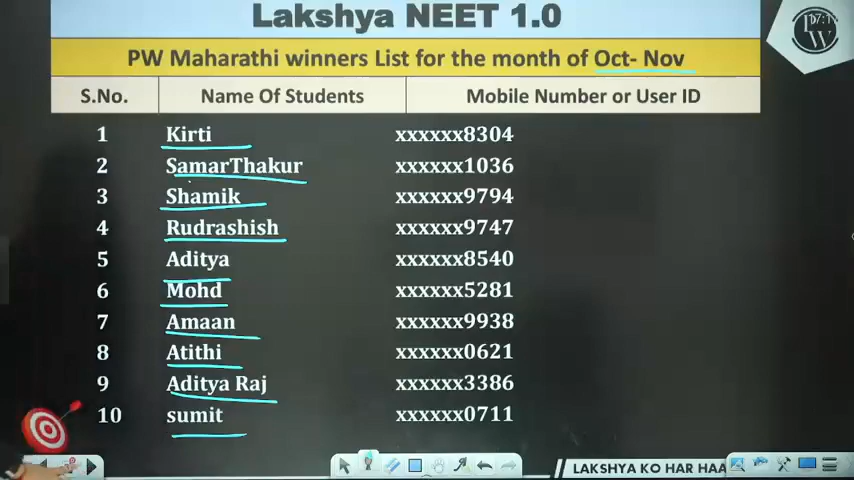 Lakshya NEET 1.0
PW Maharathi winners List for the month of Oct- Nov
S.No. Name Of Students Mobile Number or User ID
1 Kirti xxxxxx8304
2 SamarThakur xxxxxx1036
3 Shamik xxxxxx9794
4 Rudrashish xxxxxx9747
5 Aditya xxxxxx8540
6 Mohd xxxxxx5281
7 Amaan xxxxxx9938
8 Atithi xxxxxx0621
9 Aditya Raj xxxxxx3386
10 sumit xxxxxx0711
LAKSHYA KO HAR HAA